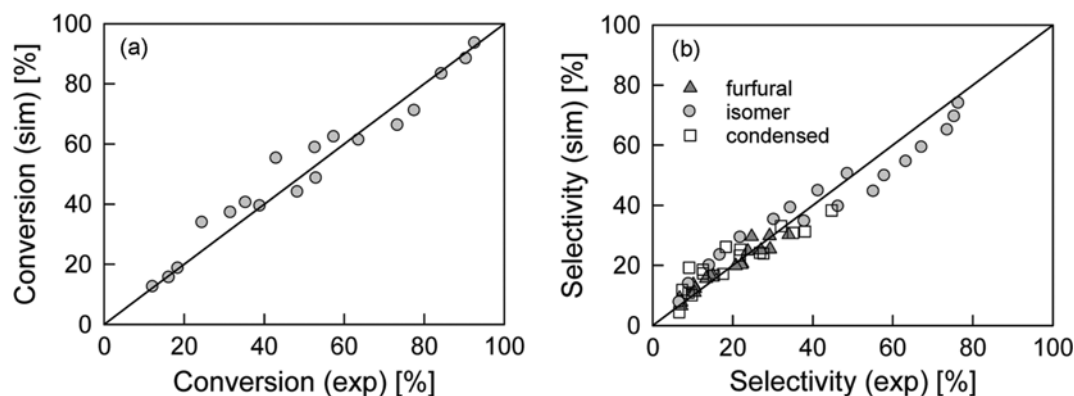 (a)
Conversion (sim) [%]
100
80
60
40
20
0
0 20 40 60 80 100
Conversion (exp) [%]
(b)
Selectivity (sim) [%]
100
80
60
40
20
0
furfural
isomer
condensed
0 20 40 60 80 100
Selectivity (exp) [%]